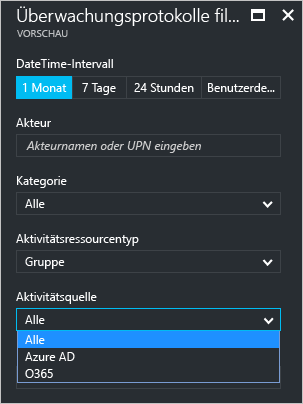 Überwachungsprotokolle fil...
VORSCHAU
DateTime-Intervall
1 Monat 7 Tage 24 Stunden Benutzerde...
Akteur
Akteurnamen oder UPN eingeben
Kategorie
Alle
Aktivitätsressourcentyp
Gruppe
Aktivitätsquelle
Alle
Alle
Azure AD
O365